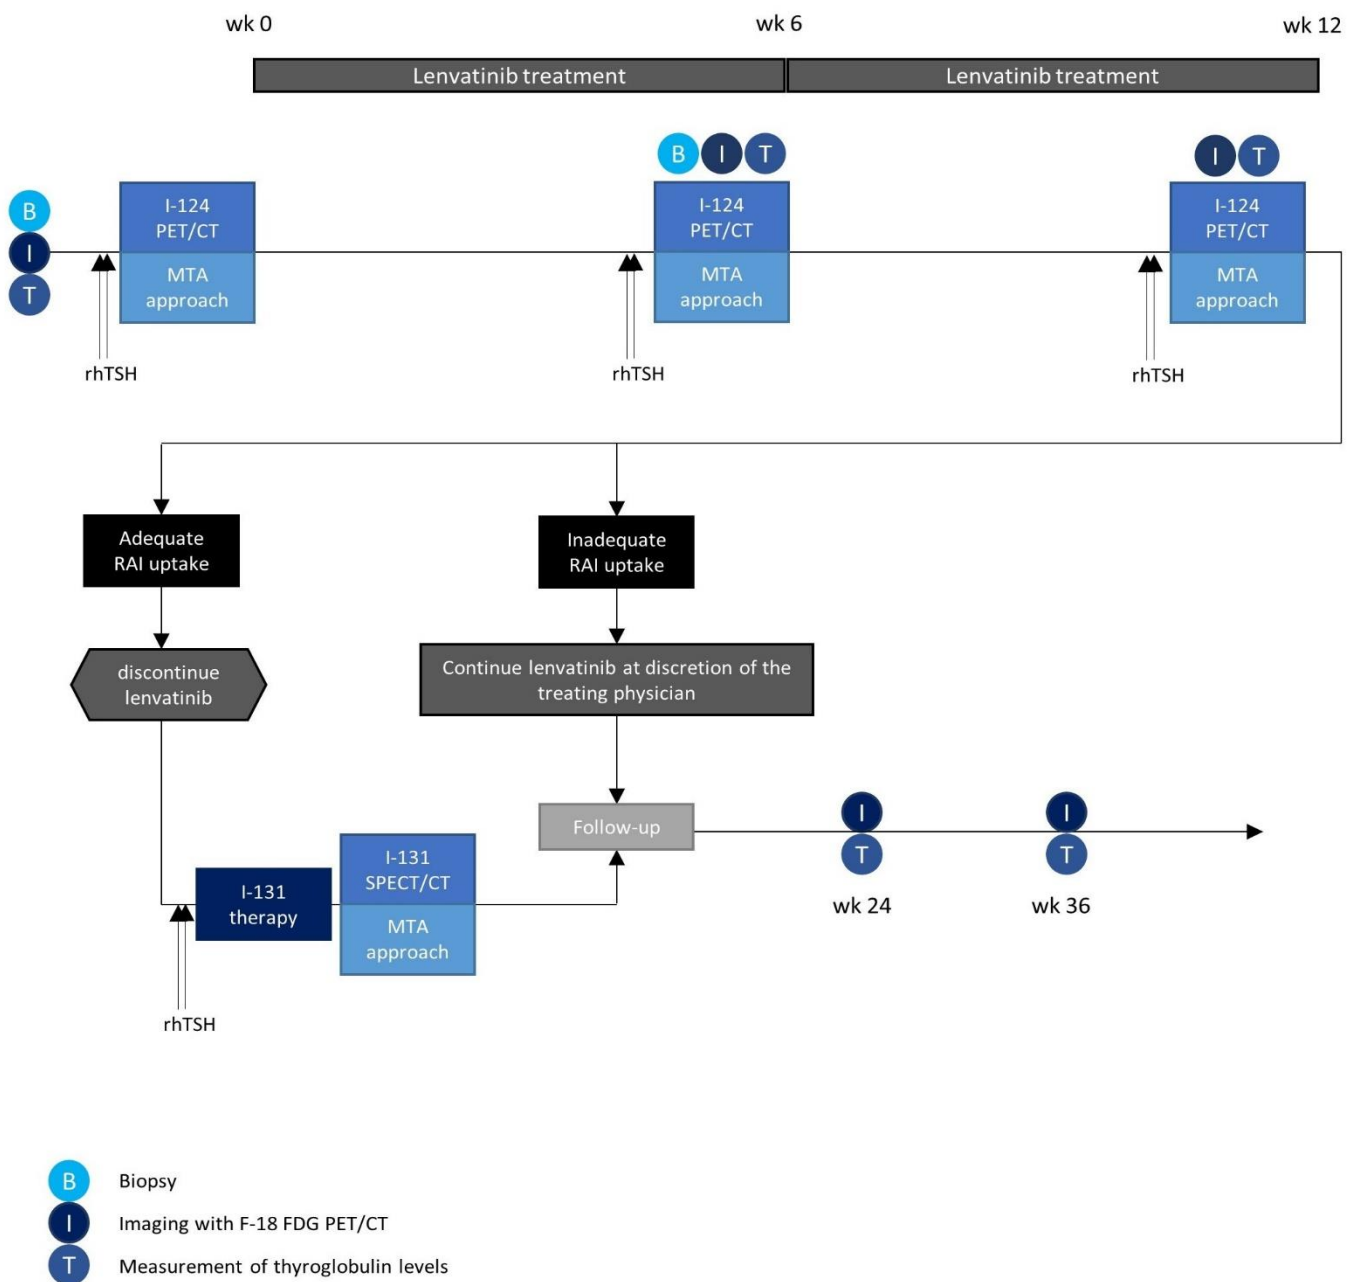 wk 0
wk 6
wk 12
Lenvatinib treatment
Lenvatinib treatment
B
I
T
B I T
I T
I-124
PET/CT
MTA
approach
I-124
PET/CT
MTA
approach
I-124
PET/CT
MTA
approach
rhTSH
rhTSH
rhTSH
Adequate
RAI uptake
Inadequate
RAI uptake
discontinue
lenvatinib
Continue lenvatinib at discretion of the
treating physician
Follow-up
I
T
wk 24
I
T
wk 36
I-131
therapy
I-131
SPECT/CT
MTA
approach
rhTSH
B Biopsy
I Imaging with F-18 FDG PET/CT
T Measurement of thyroglobulin levels